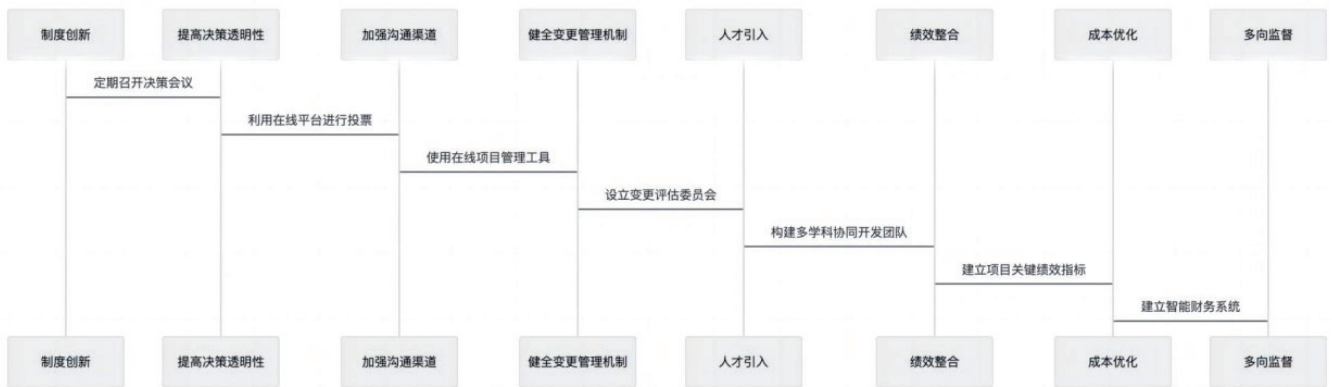 制度创新
提高决策透明性
加强沟通渠道
健全变更管理机制
人才引入
绩效整合
成本优化
多向监督
定期召开决策会议
利用在线平台进行投票
使用在线项目管理工具
设立变更评估委员会
构建多学科协同开发团队
建立项目关键绩效指标
建立智能财务系统
制度创新
提高决策透明性
加强沟通渠道
健全变更管理机制
人才引入
绩效整合
成本优化
多向监督